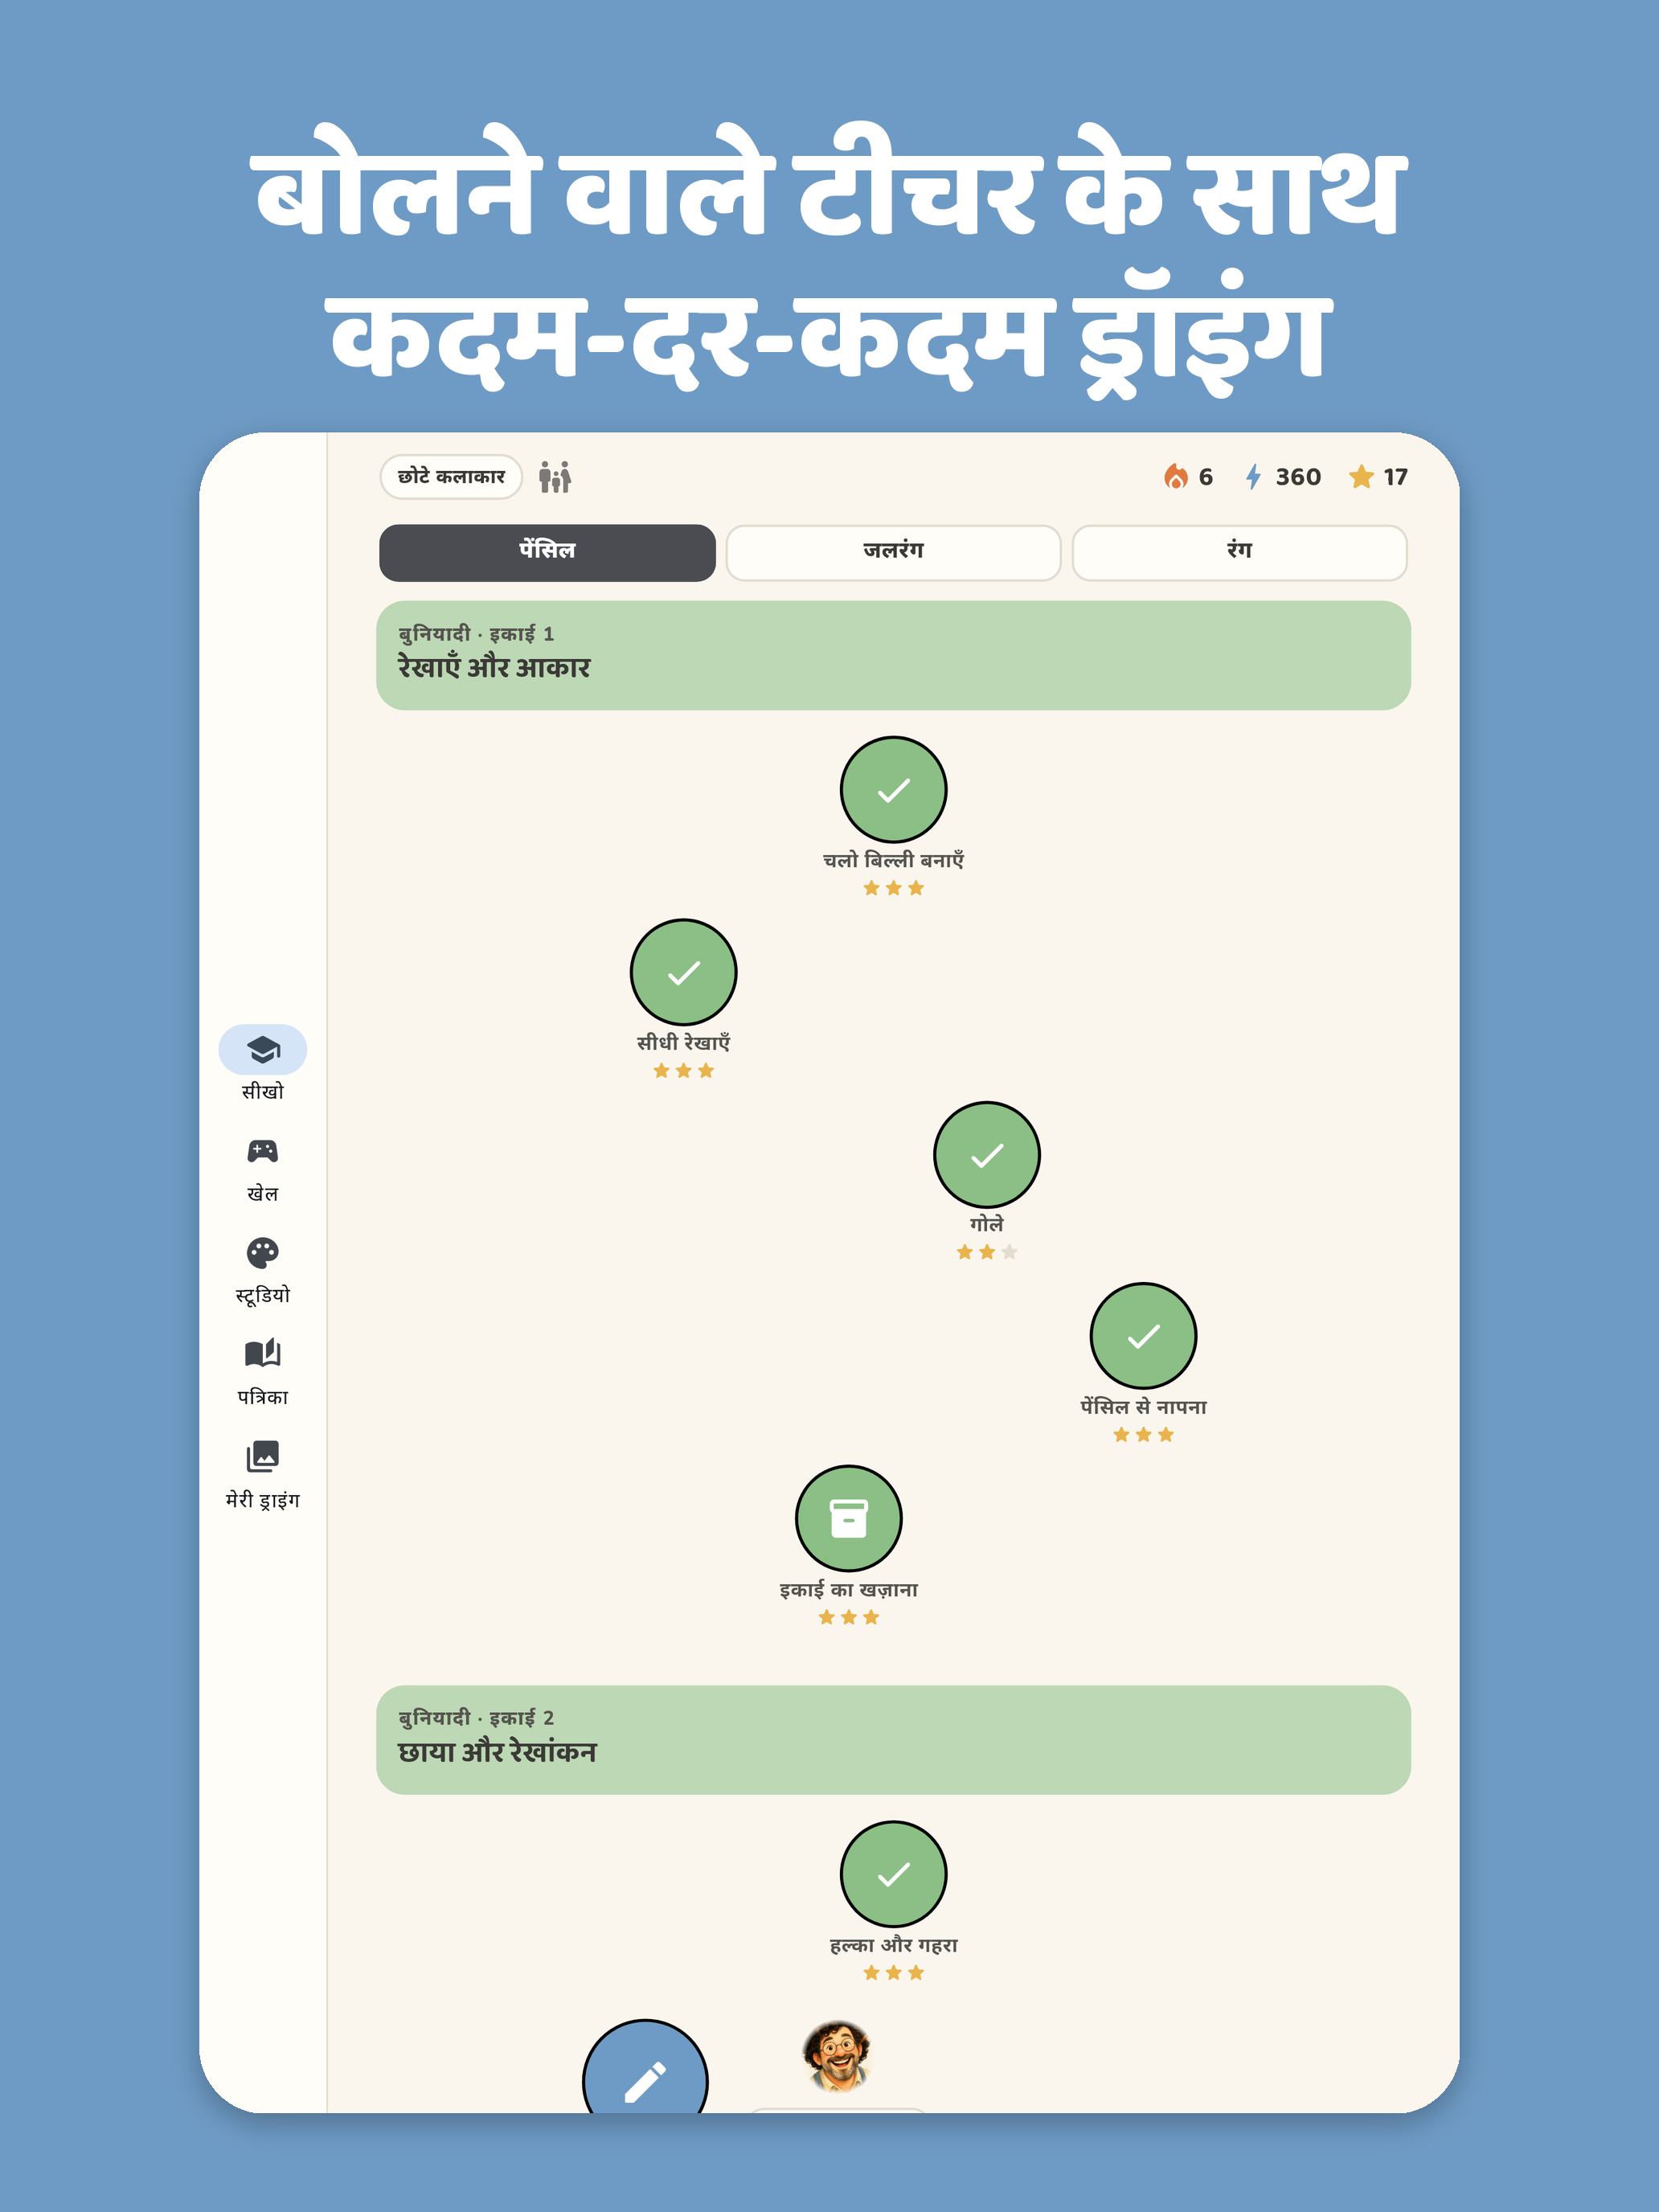 बोलने वाले टीचर के साथ
कदम-दर-कदम ड्रॉइंग
छोटे कलाकार
6
360
17
पेंसिल
जलरंग
रंग
बुनियादी · इकाई 1
रेखाएँ और आकार
चलो बिल्ली बनाएँ
सीधी रेखाएँ
गोले
पेंसिल से नापना
इकाई का खज़ाना
बुनियादी · इकाई 2
छाया और रेखांकन
हल्का और गहरा
सीखो
खेल
स्टूडियो
पत्रिका
मेरी ड्राइंग